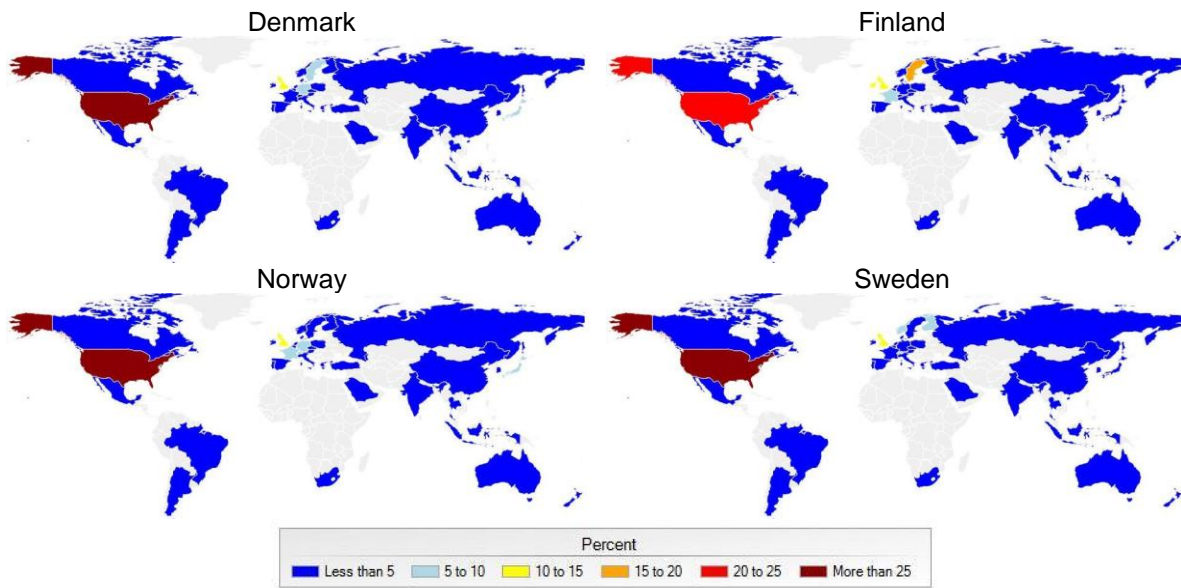 Denmark
Finland
Norway
Sweden
Percent
Less than 5
5 to 10
10 to 15
15 to 20
20 to 25
More than 25